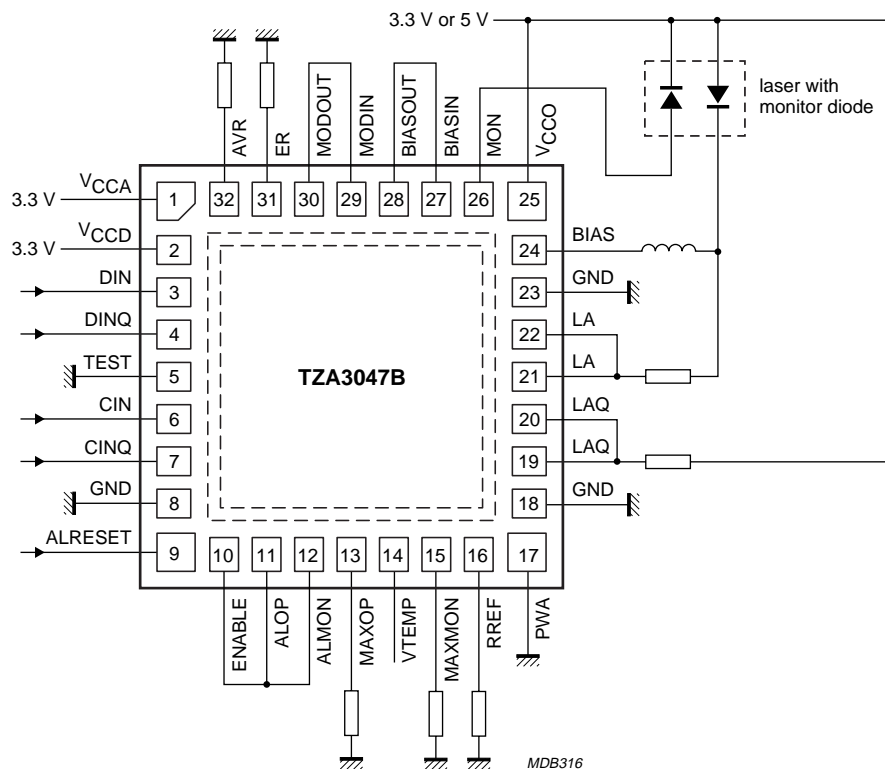 3.3 V or 5 V
laser with
monitor diode
AVR
ER
MODOUT
MODIN
BIASOUT
BIASIN
MON
VCCO
32
31
30
29
28
27
26
25
3.3 V
VCCA
1
3.3 V
VCCD
2
DIN
3
DINQ
4
TEST
5
CIN
6
CINQ
7
GND
8
ALRESET
9
TZA3047B
24
BIAS
23
GND
22
LA
21
LA
20
LAQ
19
LAQ
18
GND
10
11
12
13
14
15
16
17
ENABLE
ALOP
ALMON
MAXOP
VTEMP
MAXMON
RREF
PWA
MDB316